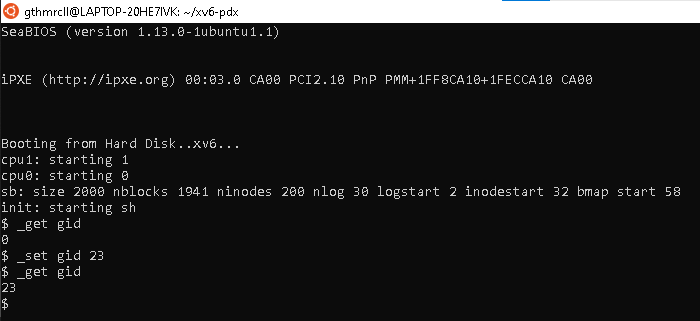 gthmrcll@LAPTOP-20HE7IVK: ~/xv6-pdx
SeaBIOS (version 1.13.0-1ubuntu1.1)
iPXE (http://ipxe.org) 00:03.0 CA00 PCI2.10 PnP PMM+1FF8CA10+1FECCA10 CA00
Booting from Hard Disk..xv6...
cpu1: starting 1
cpu0: starting 0
sb: size 2000 nblocks 1941 ninodes 200 nlog 30 logstart 2 inodestart 32 bmap start 58
init: starting sh
$ _get gid
0
$ _set gid 23
$ _get gid
23
$